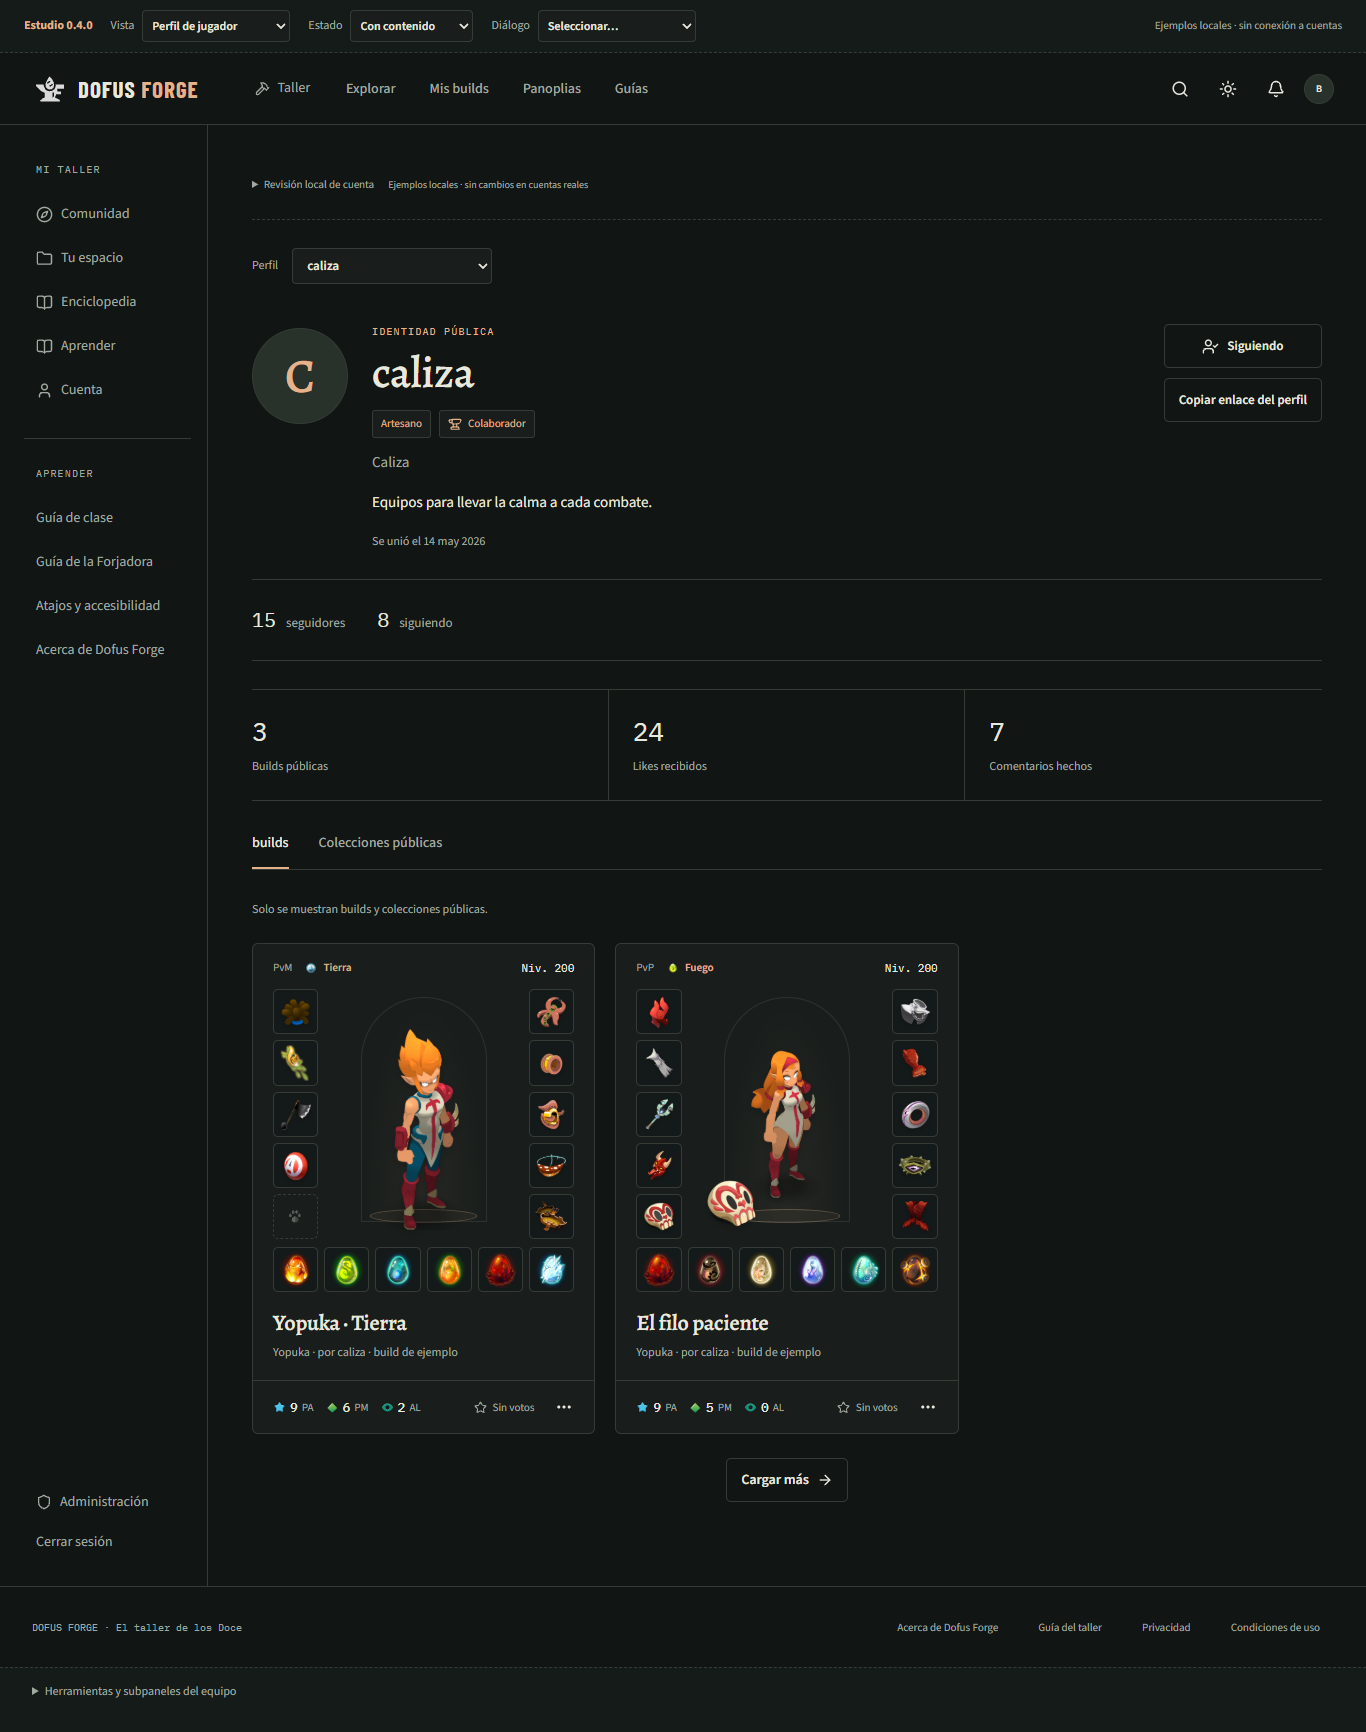 Estudio 0.4.0 Vista Perfil de jugador Estado Con contenido Diálogo Seleccionar... Ejemplos locales · sin conexión a cuentas
DOFUS FORGE Taller Explorar Mis builds Panoplias Guías B
MI TALLER
Comunidad
Tu espacio
Enciclopedia
Aprender
Cuenta
APRENDER
Guía de clase
Guía de la Forjadora
Atajos y accesibilidad
Acerca de Dofus Forge
Administración
Cerrar sesión
Revisión local de cuenta Ejemplos locales · sin cambios en cuentas reales
Perfil caliza
C
IDENTIDAD PÚBLICA
caliza
Artesano Colaborador
Caliza
Equipos para llevar la calma a cada combate.
Se unió el 14 may 2026
Siguiendo
Copiar enlace del perfil
15 seguidores 8 siguiendo
3 24 7
Builds públicas Likes recibidos Comentarios hechos
builds Colecciones públicas
Solo se muestran builds y colecciones públicas.
PvM Tierra Niv. 200
Yopuka · Tierra
Yopuka · por caliza · build de ejemplo
9 PA 6 PM 2 AL Sin votos
PvP Fuego Niv. 200
El filo paciente
Yopuka · por caliza · build de ejemplo
9 PA 5 PM 0 AL Sin votos
Cargar más
DOFUS FORGE · El taller de los Doce Acerca de Dofus Forge Guía del taller Privacidad Condiciones de uso
Herramientas y subpaneles del equipo